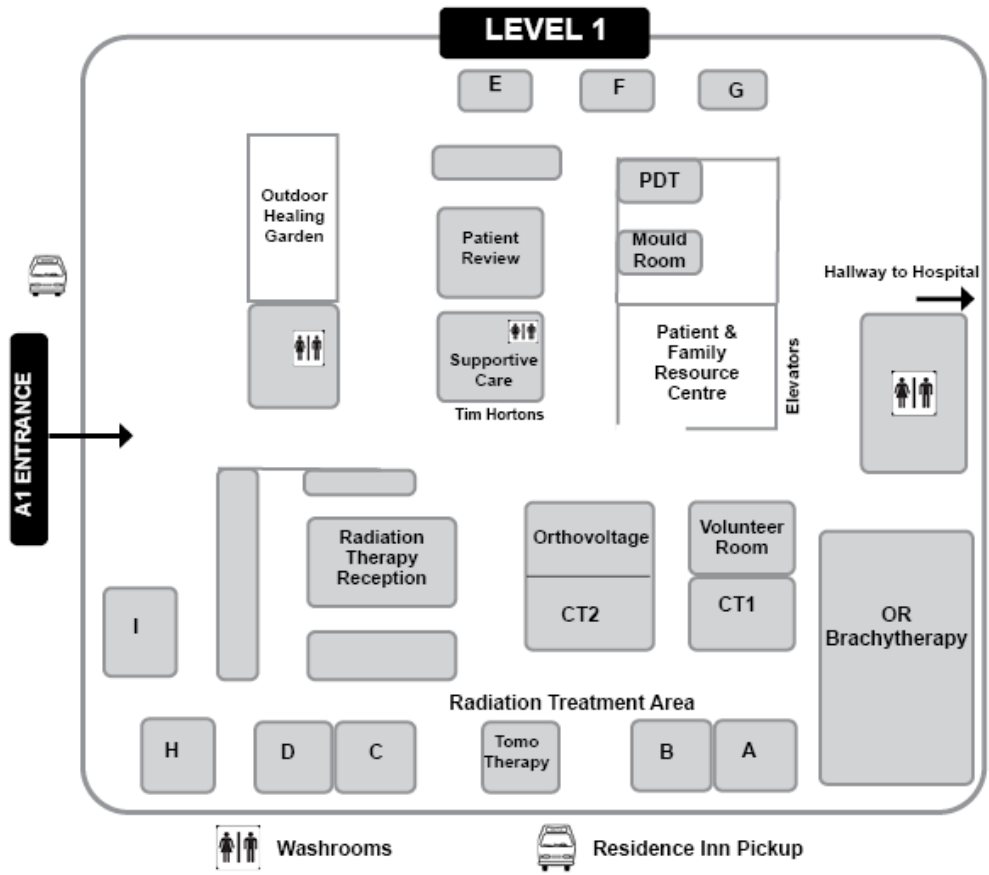 LEVEL 1
E
F
G
Outdoor
Healing
Garden
Patient
Review
PDT
Mould
Room
Hallway to Hospital
Supportive
Care
Tim Hortons
Patient &
Family
Resource
Centre
Elevators
A1 ENTRANCE
Radiation
Therapy
Reception
Orthovoltage
CT2
Volunteer
Room
CT1
OR
Brachytherapy
I
Radiation Treatment Area
H
D
C
Tomo
Therapy
B
A
Washrooms
Residence Inn Pickup